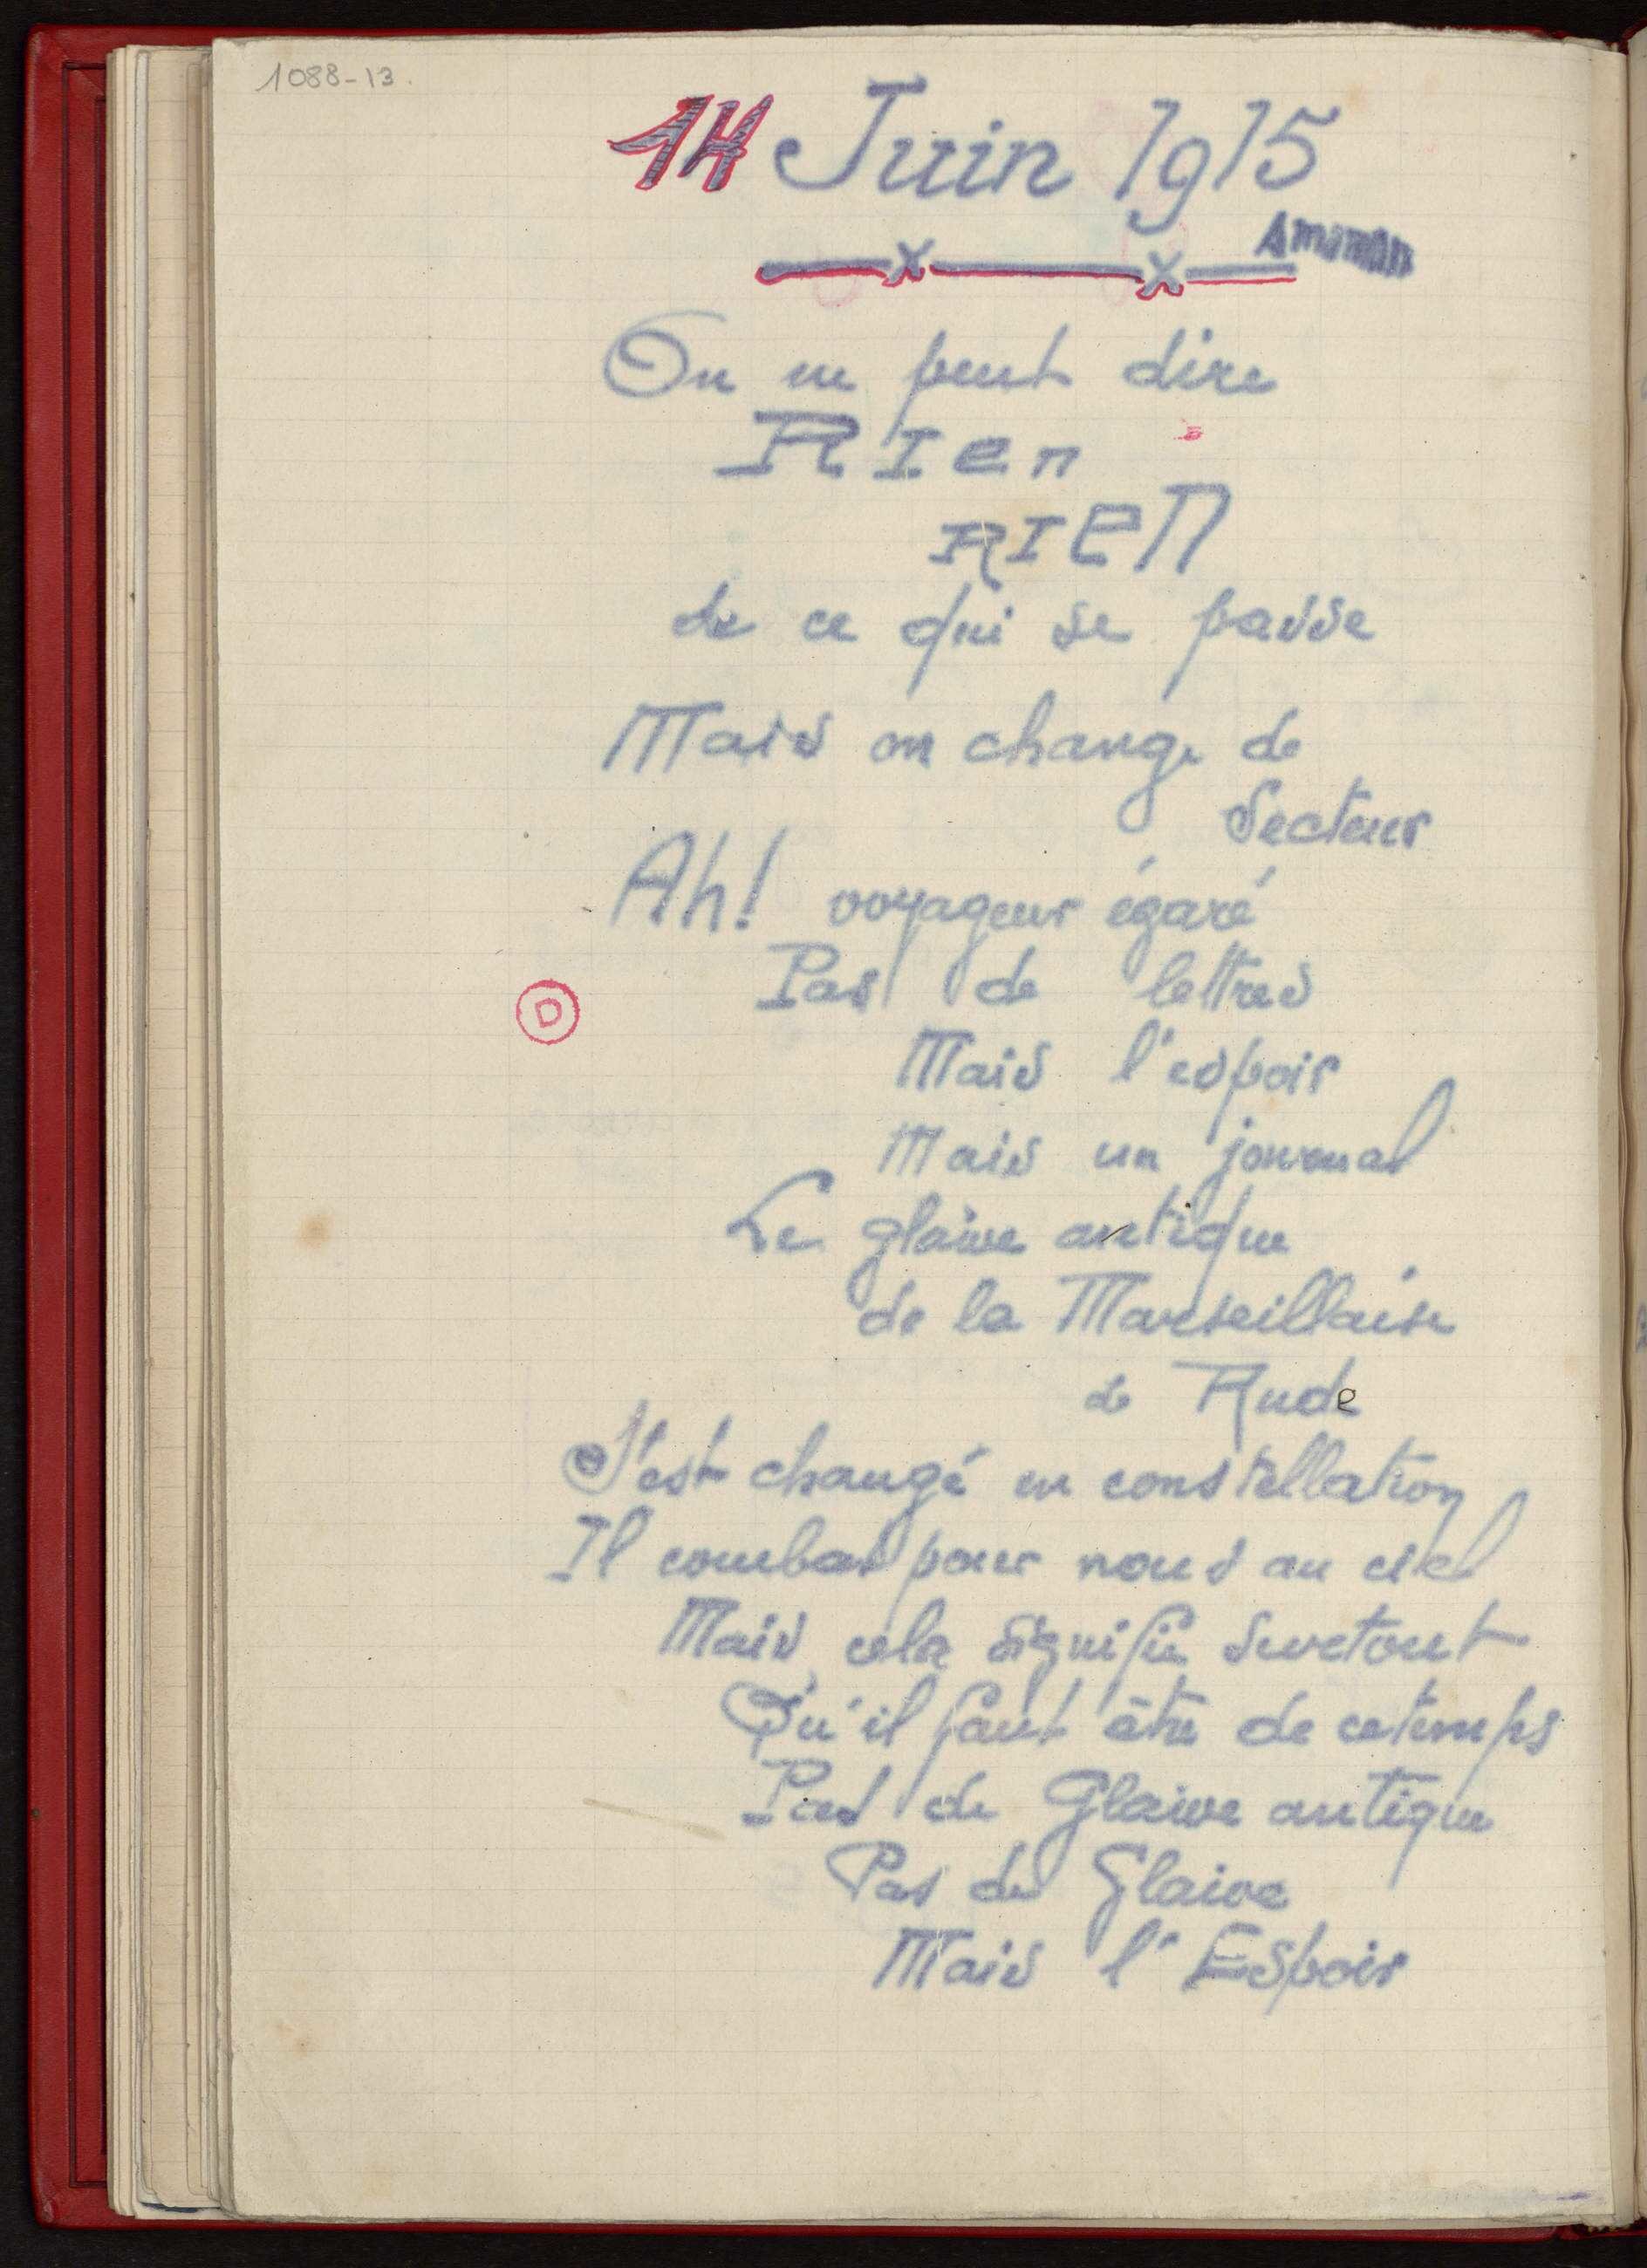 1088-13.
14 Juin 1915
On ne peut dire
RIen
RIEn
de ce qui se passe
Mais on change de
Secteur
Ah! voyageur égaré
Pas de lettres
D
Mais l'espoir
Mais un journal
Le glaive antique
de la Marseillaise
de Rude
S'est changé en constellation
Il combat pour nous au ciel
Mais cela signifie surtout
Qu'il faut être de ce temps
Pas de Glaive antique
Pas de Glaive
Mais l'Espoir